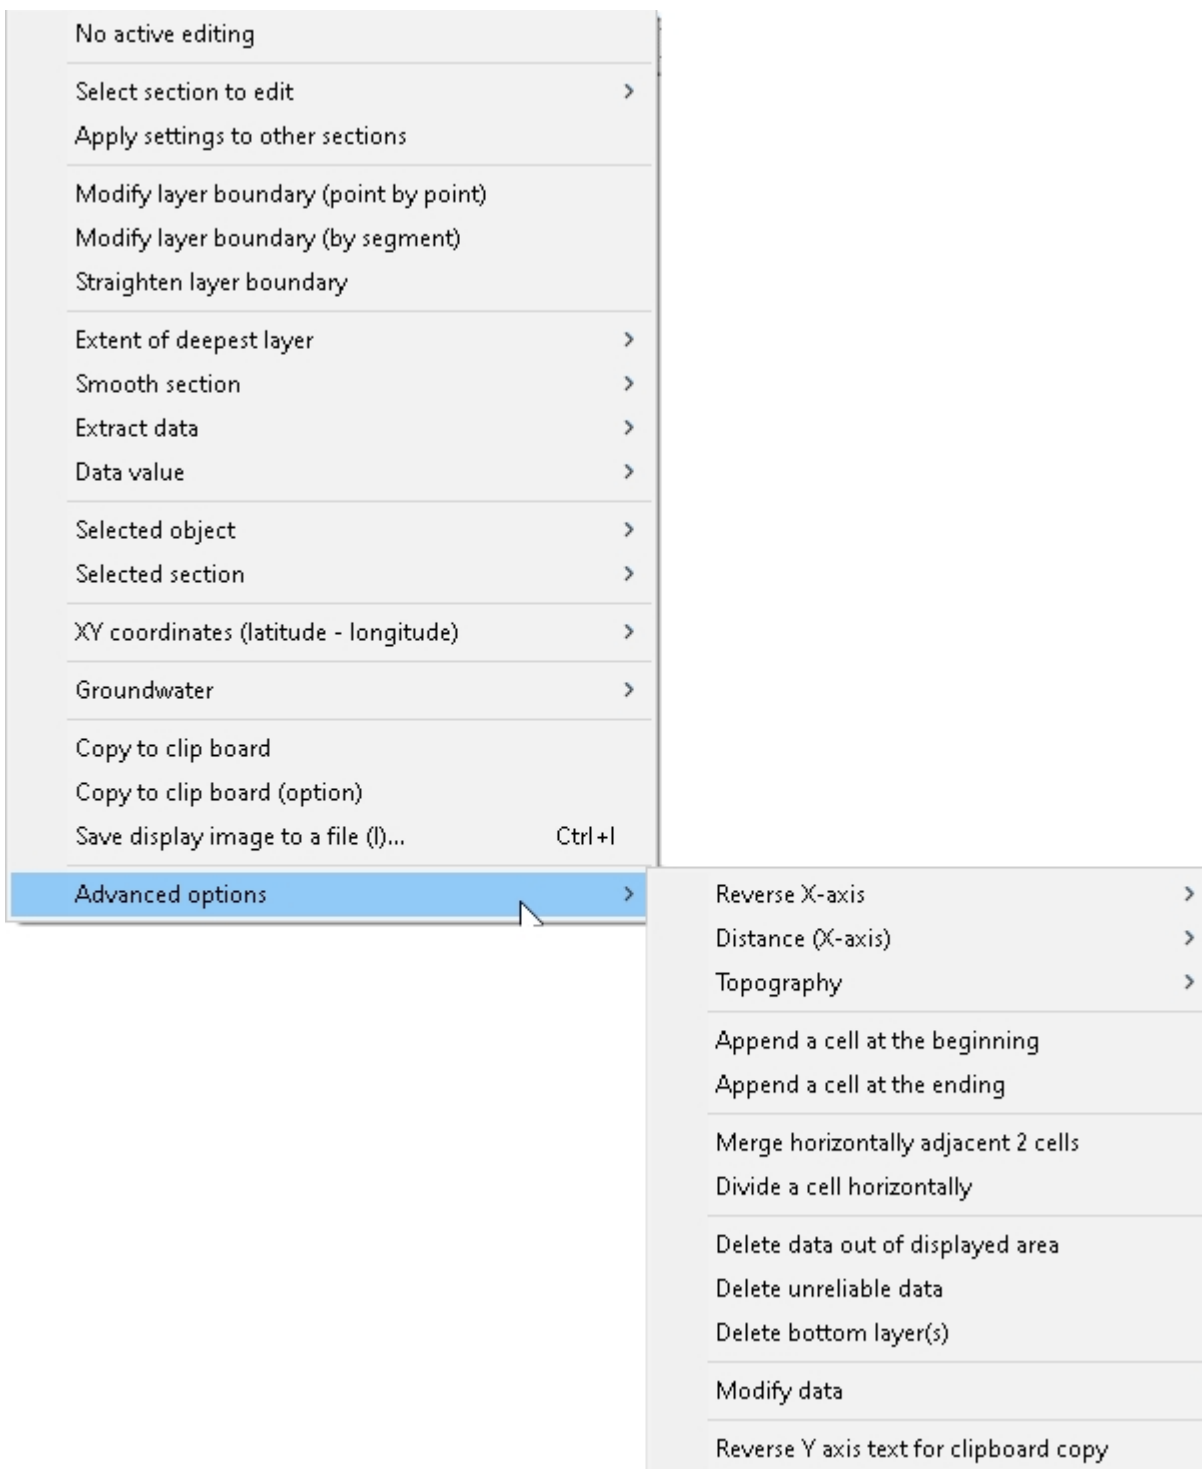 No active editing
Select section to edit
Apply settings to other sections
Modify layer boundary (point by point)
Modify layer boundary (by segment)
Straighten layer boundary
Extent of deepest layer
Smooth section
Extract data
Data value
Selected object
Selected section
XY coordinates (latitude - longitude)
Groundwater
Copy to clip board
Copy to clip board (option)
Save display image to a file (I)... Ctrl+I
Advanced options
Reverse X-axis
Distance (X-axis)
Topography
Append a cell at the beginning
Append a cell at the ending
Merge horizontally adjacent 2 cells
Divide a cell horizontally
Delete data out of displayed area
Delete unreliable data
Delete bottom layer(s)
Modify data
Reverse Y axis text for clipboard copy